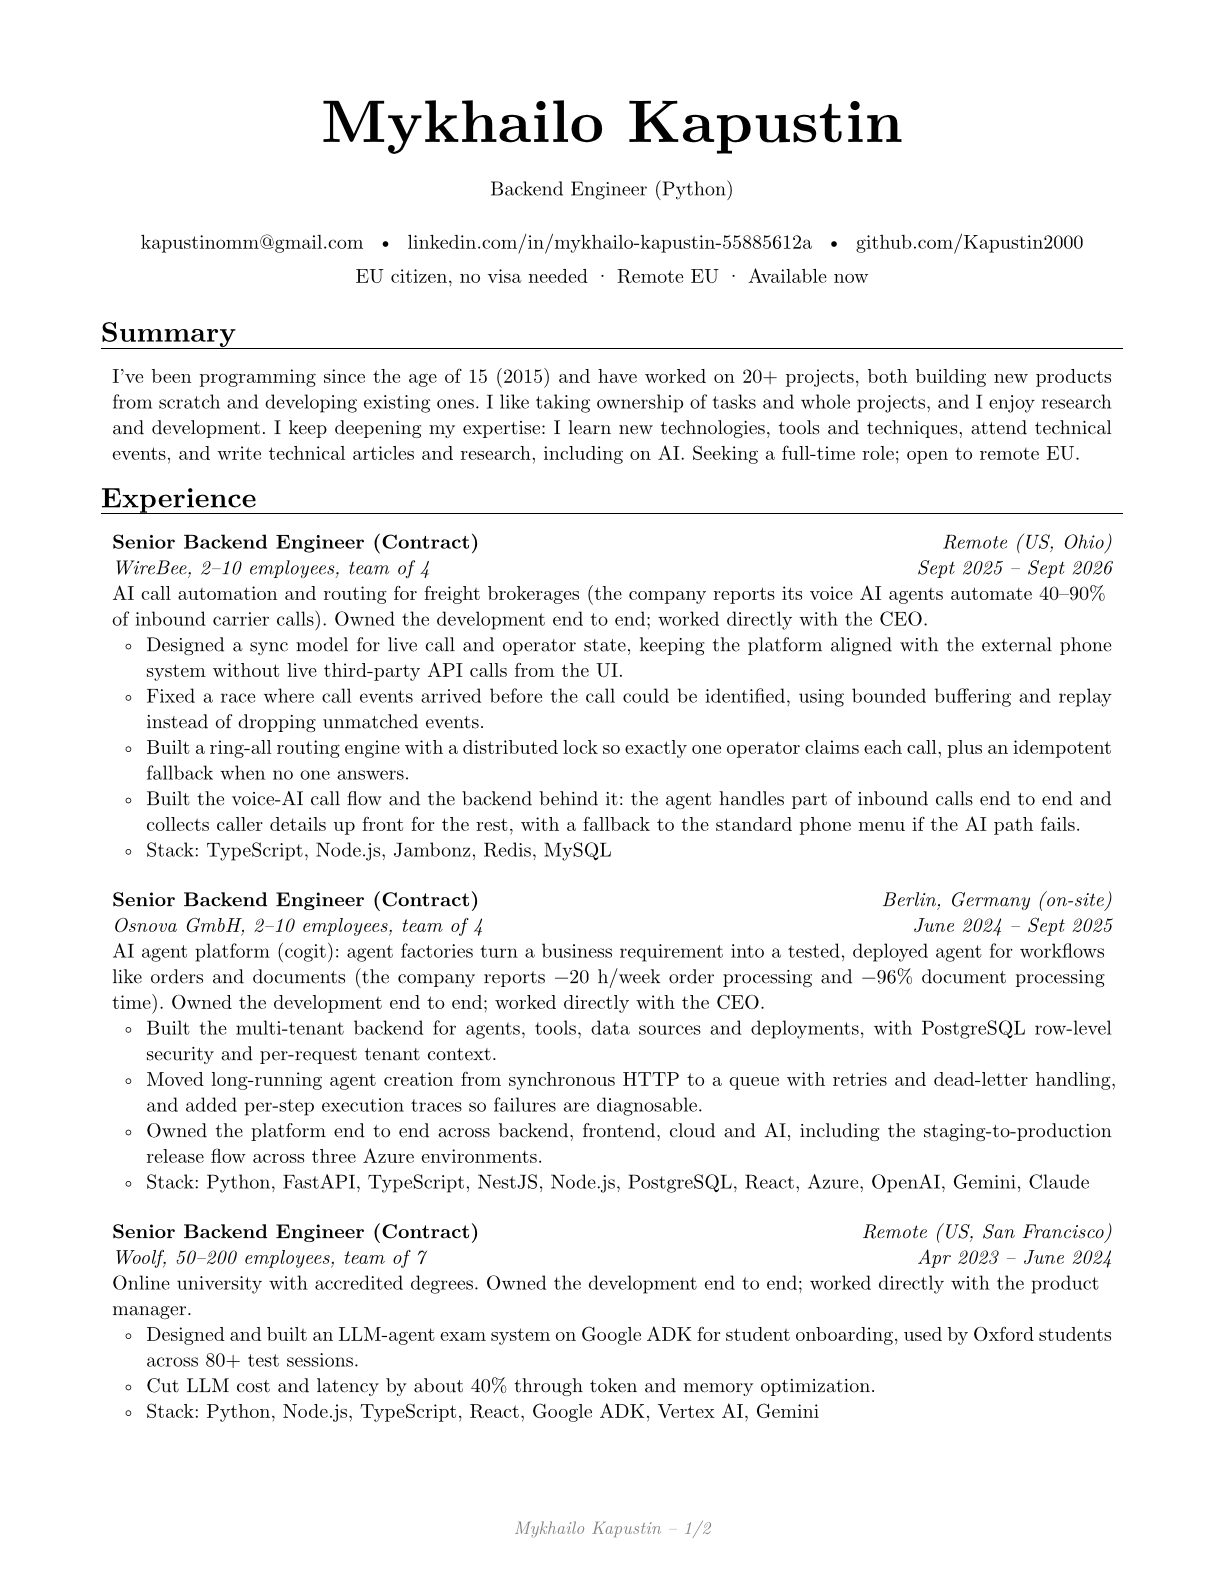 Mykhailo Kapustin
Backend Engineer (Python)
kapustinomm@gmail.com • linkedin.com/in/mykhailo-kapustin-55885612a • github.com/Kapustin2000
EU citizen, no visa needed · Remote EU · Available now
Summary
I've been programming since the age of 15 (2015) and have worked on 20+ projects, both building new products
from scratch and developing existing ones. I like taking ownership of tasks and whole projects, and I enjoy research
and development. I keep deepening my expertise: I learn new technologies, tools and techniques, attend technical
events, and write technical articles and research, including on AI. Seeking a full-time role; open to remote EU.
Experience
Senior Backend Engineer (Contract) Remote (US, Ohio)
WireBee, 2–10 employees, team of 4 Sept 2025 – Sept 2026
AI call automation and routing for freight brokerages (the company reports its voice AI agents automate 40–90%
of inbound carrier calls). Owned the development end to end; worked directly with the CEO.
◦ Designed a sync model for live call and operator state, keeping the platform aligned with the external phone
system without live third-party API calls from the UI.
◦ Fixed a race where call events arrived before the call could be identified, using bounded buffering and replay
instead of dropping unmatched events.
◦ Built a ring-all routing engine with a distributed lock so exactly one operator claims each call, plus an idempotent
fallback when no one answers.
◦ Built the voice-AI call flow and the backend behind it: the agent handles part of inbound calls end to end and
collects caller details up front for the rest, with a fallback to the standard phone menu if the AI path fails.
◦ Stack: TypeScript, Node.js, Jambonz, Redis, MySQL
Senior Backend Engineer (Contract) Berlin, Germany (on-site)
Osnova GmbH, 2–10 employees, team of 4 June 2024 – Sept 2025
AI agent platform (cogit): agent factories turn a business requirement into a tested, deployed agent for workflows
like orders and documents (the company reports −20 h/week order processing and −96% document processing
time). Owned the development end to end; worked directly with the CEO.
◦ Built the multi-tenant backend for agents, tools, data sources and deployments, with PostgreSQL row-level
security and per-request tenant context.
◦ Moved long-running agent creation from synchronous HTTP to a queue with retries and dead-letter handling,
and added per-step execution traces so failures are diagnosable.
◦ Owned the platform end to end across backend, frontend, cloud and AI, including the staging-to-production
release flow across three Azure environments.
◦ Stack: Python, FastAPI, TypeScript, NestJS, Node.js, PostgreSQL, React, Azure, OpenAI, Gemini, Claude
Senior Backend Engineer (Contract) Remote (US, San Francisco)
Woolf, 50–200 employees, team of 7 Apr 2023 – June 2024
Online university with accredited degrees. Owned the development end to end; worked directly with the product
manager.
◦ Designed and built an LLM-agent exam system on Google ADK for student onboarding, used by Oxford students
across 80+ test sessions.
◦ Cut LLM cost and latency by about 40% through token and memory optimization.
◦ Stack: Python, Node.js, TypeScript, React, Google ADK, Vertex AI, Gemini
Mykhailo Kapustin – 1/2